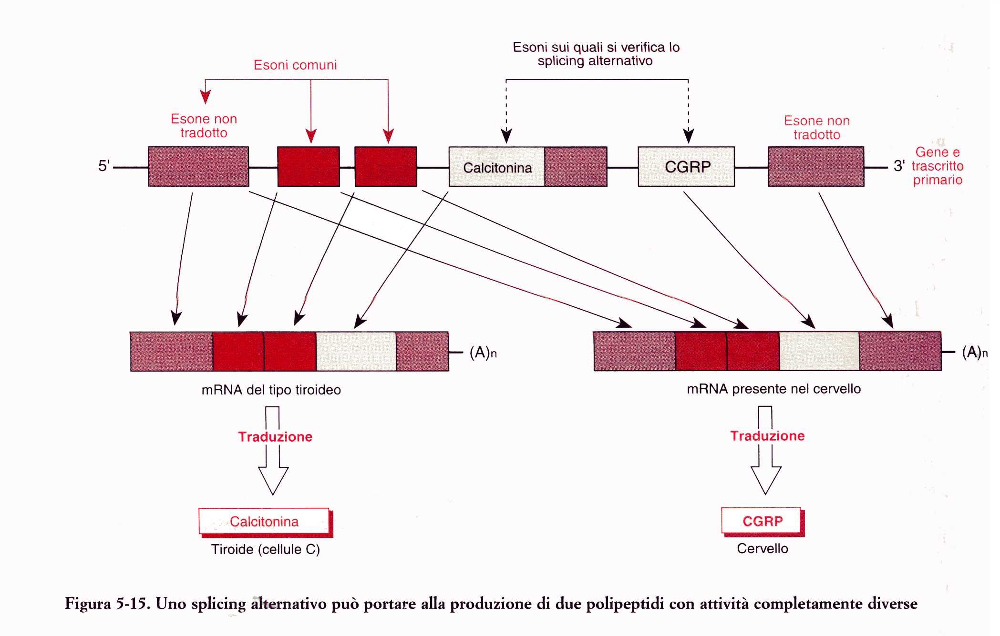 Esoni sui quali si verifica lo
splicing alternativo
Esoni comuni
Esone non
tradotto
Esone non
tradotto
5'
Calcitonina
CGRP
3'
Gene e
trascritto
primario
(A)n
(A)n
mRNA del tipo tiroideo
mRNA presente nel cervello
Traduzione
Traduzione
Calcitonina
CGRP
Tiroide (cellule C)
Cervello
Figura 5-15. Uno splicing alternativo può portare alla produzione di due polipeptidi con attività completamente diverse